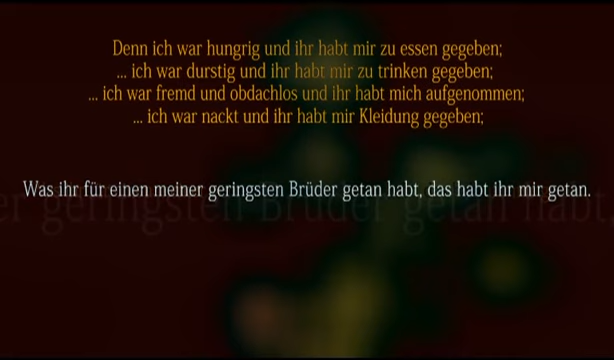 Denn ich war hungrig und ihr habt mir zu essen gegeben;
... ich war durstig und ihr habt mir zu trinken gegeben;
... ich war fremd und obdachlos und ihr habt mich aufgenommen;
... ich war nackt und ihr habt mir Kleidung gegeben;
Was ihr für einen meiner geringsten Brüder getan habt, das habt ihr mir getan.
er geringsten Brüder getan habt